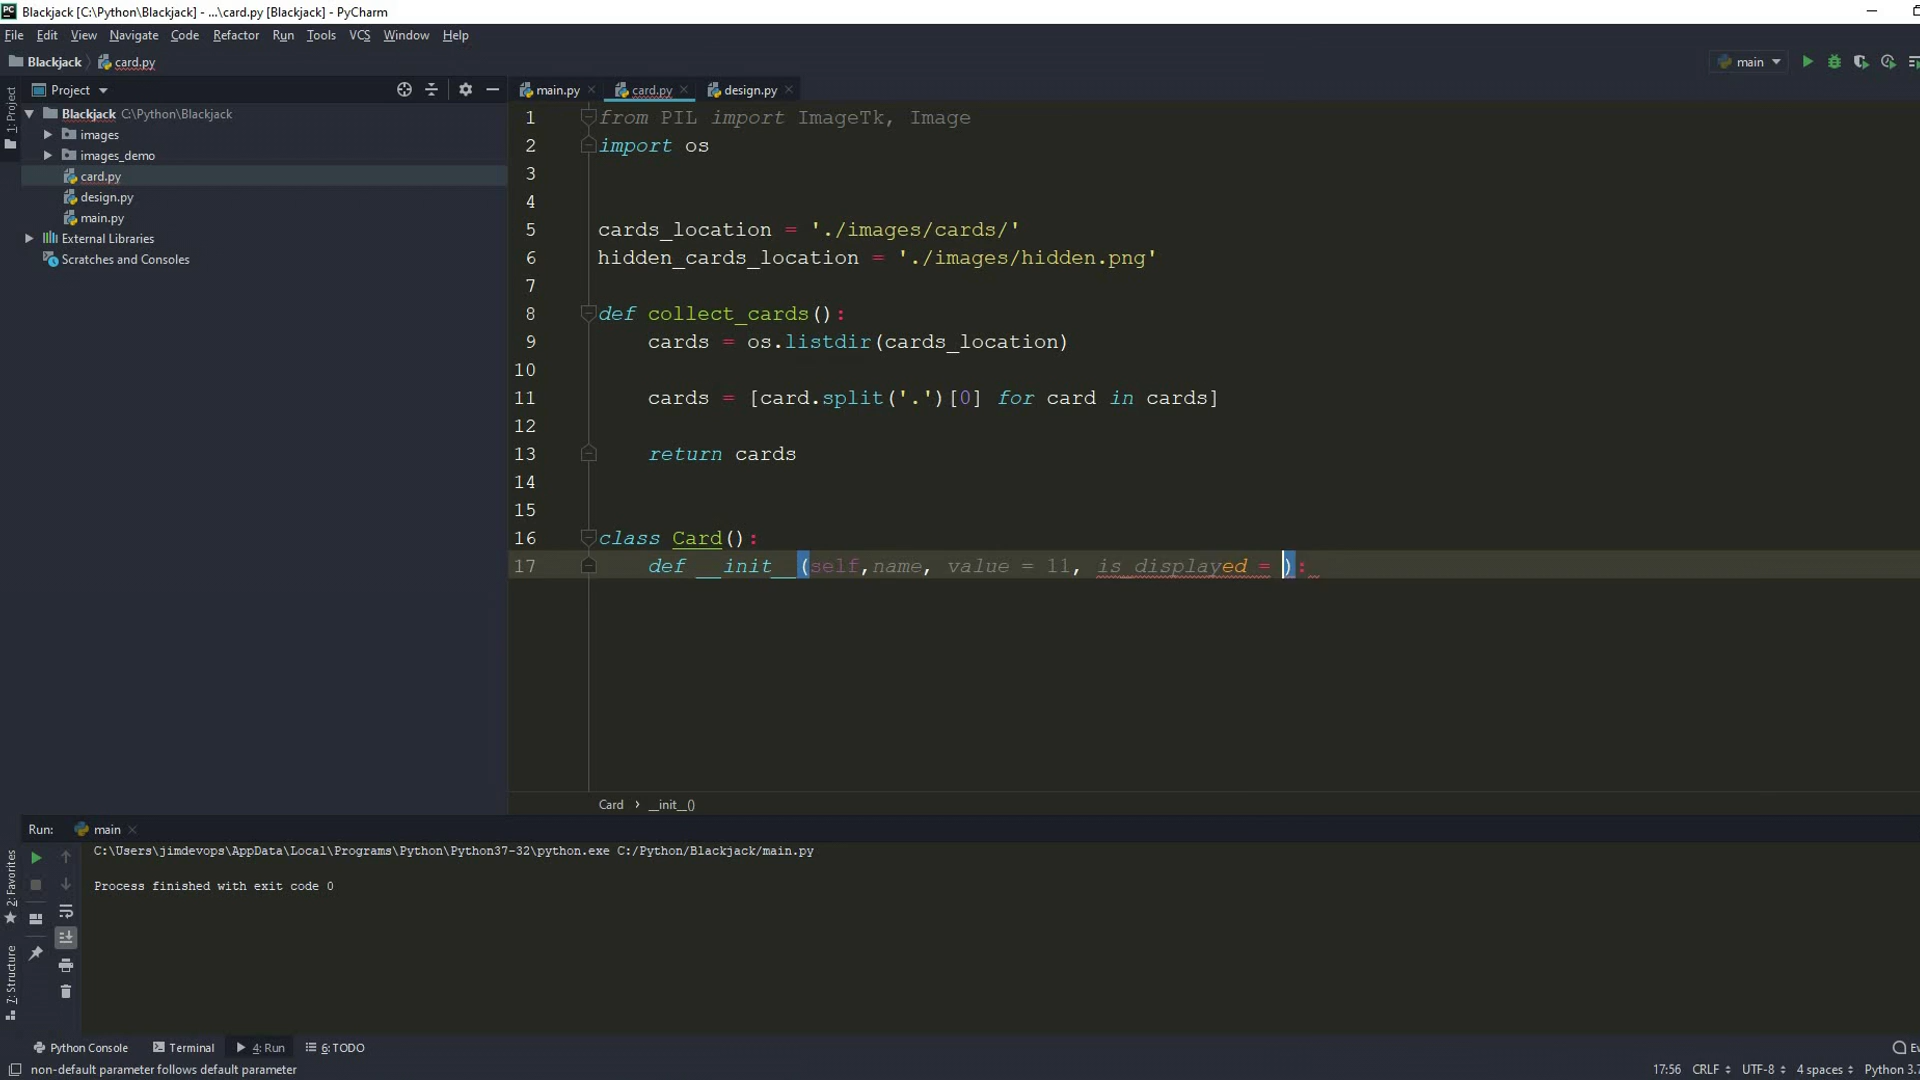 Blackjack [C:\Python\Blackjack] - ...\card.py [Blackjack] - PyCharm
File Edit View Navigate Code Refactor Run Tools VCS Window Help
Blackjack card.py main
1: Project
Project
main.py card.py design.py
Blackjack C:\Python\Blackjack
images
images_demo
card.py
design.py
main.py
External Libraries
Scratches and Consoles
1 from PIL import ImageTk, Image
2 import os
3
4
5 cards_location = './images/cards/'
6 hidden_cards_location = './images/hidden.png'
7
8 def collect_cards():
9 cards = os.listdir(cards_location)
10
11 cards = [card.split('.')[0] for card in cards]
12
13 return cards
14
15
16 class Card():
17 def __init__(self,name, value = 11, is_displayed = ):
Card › __init__()
Run: main
C:\Users\jimdevops\AppData\Local\Programs\Python\Python37-32\python.exe C:/Python/Blackjack/main.py
Process finished with exit code 0
2: Favorites
7: Structure
Python Console Terminal 4: Run 6: TODO
non-default parameter follows default parameter 17:56 CRLF UTF-8 4 spaces